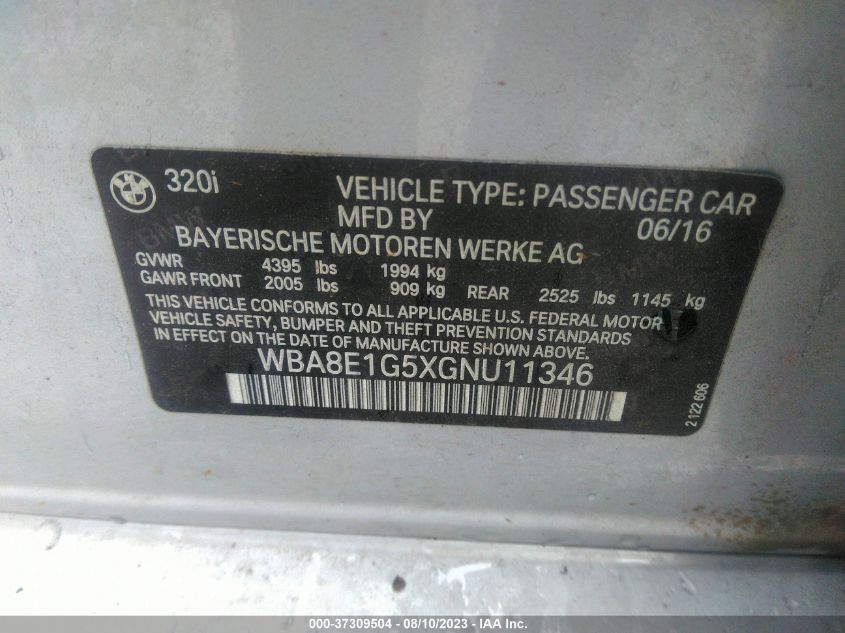 320i VEHICLE TYPE: PASSENGER CAR
MFD BY 06/16
BAYERISCHE MOTOREN WERKE AG
GVWR 4395 lbs 1994 kg
GAWR FRONT 2005 lbs 909 kg REAR 2525 lbs 1145 kg
THIS VEHICLE CONFORMS TO ALL APPLICABLE U.S. FEDERAL MOTOR
VEHICLE SAFETY, BUMPER AND THEFT PREVENTION STANDARDS
IN EFFECT ON THE DATE OF MANUFACTURE SHOWN ABOVE.
WBA8E1G5XGNU11346
2 122 606
000-37309504 - 08/10/2023 - IAA Inc.